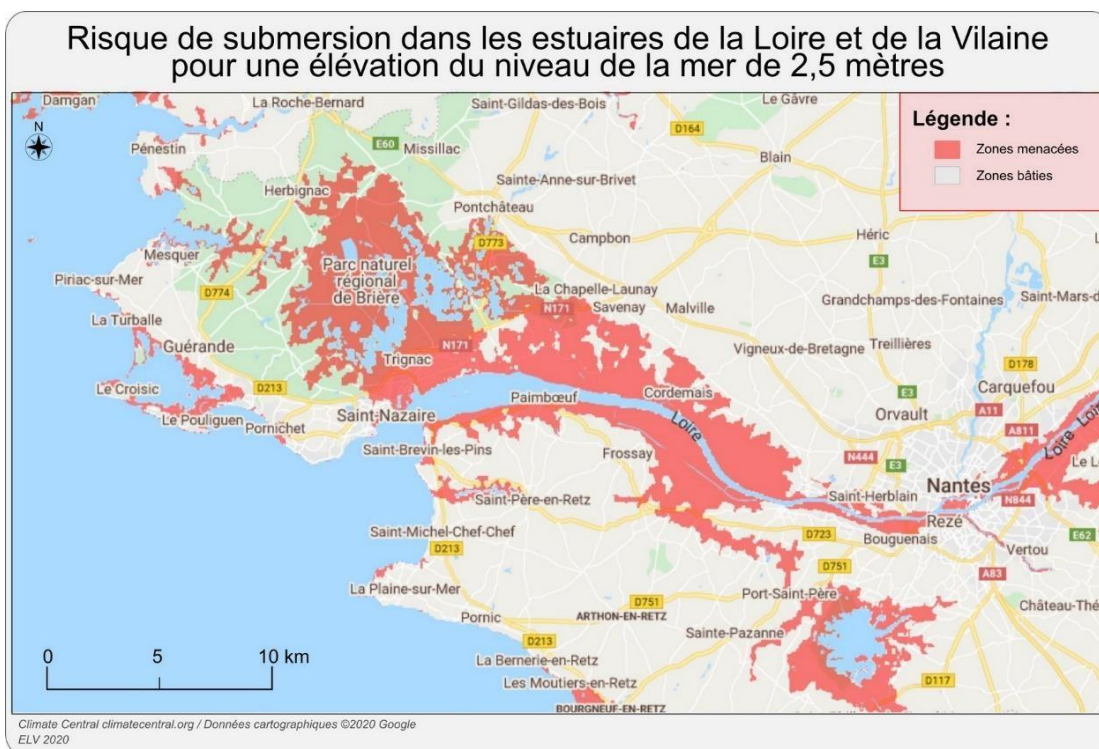 Risque de submersion dans les estuaires de la Loire et de la Vilaine
pour une élévation du niveau de la mer de 2,5 mètres
Damgan
La Roche-Bernard
Saint-Gildas-des-Bois
Le Gâvre
Légende :
Zones menacées
Zones bâties
N
Pénestin
E60
Missillac
D164
Blain
Herbignac
Sainte-Anne-sur-Brivet
Pontchâteau
D773
Campbon
Héric
E3
Mesquer
Piriac-sur-Mer
D774
Parc naturel
régional
de Brière
La Chapelle-Launay
Savenay
Malville
N171
Grandchamps-des-Fontaines
Saint-Mars-d
La Turballe
Guérande
Trignac
N171
Vigneux-de-Bretagne
Treillières
D178
Le Croisic
D213
Cordemais
Carquefou
Le Pouliguen
Pornichet
Saint-Nazaire
Paimbœuf
Loire
Orvault
A11
A811
Loire
Loi
Saint-Brevin-les-Pins
Frossay
N444
E3
Nantes
Le L
Saint-Père-en-Retz
Saint-Herblain
N844
Rezé
Saint-Michel-Chef-Chef
D213
D723
Bouguenais
Vertou
E62
La Plaine-sur-Mer
D751
A83
Port-Saint-Père
Pornic
D751
ARTHON-EN-RETZ
Château-Thé
Sainte-Pazanne
D213
La Bernerie-en-Retz
Les Moutiers-en-Retz
D117
BOURGNEUF-EN-RETZ
0 5 10 km
Climate Central climatecentral.org / Données cartographiques ©2020 Google
ELV 2020